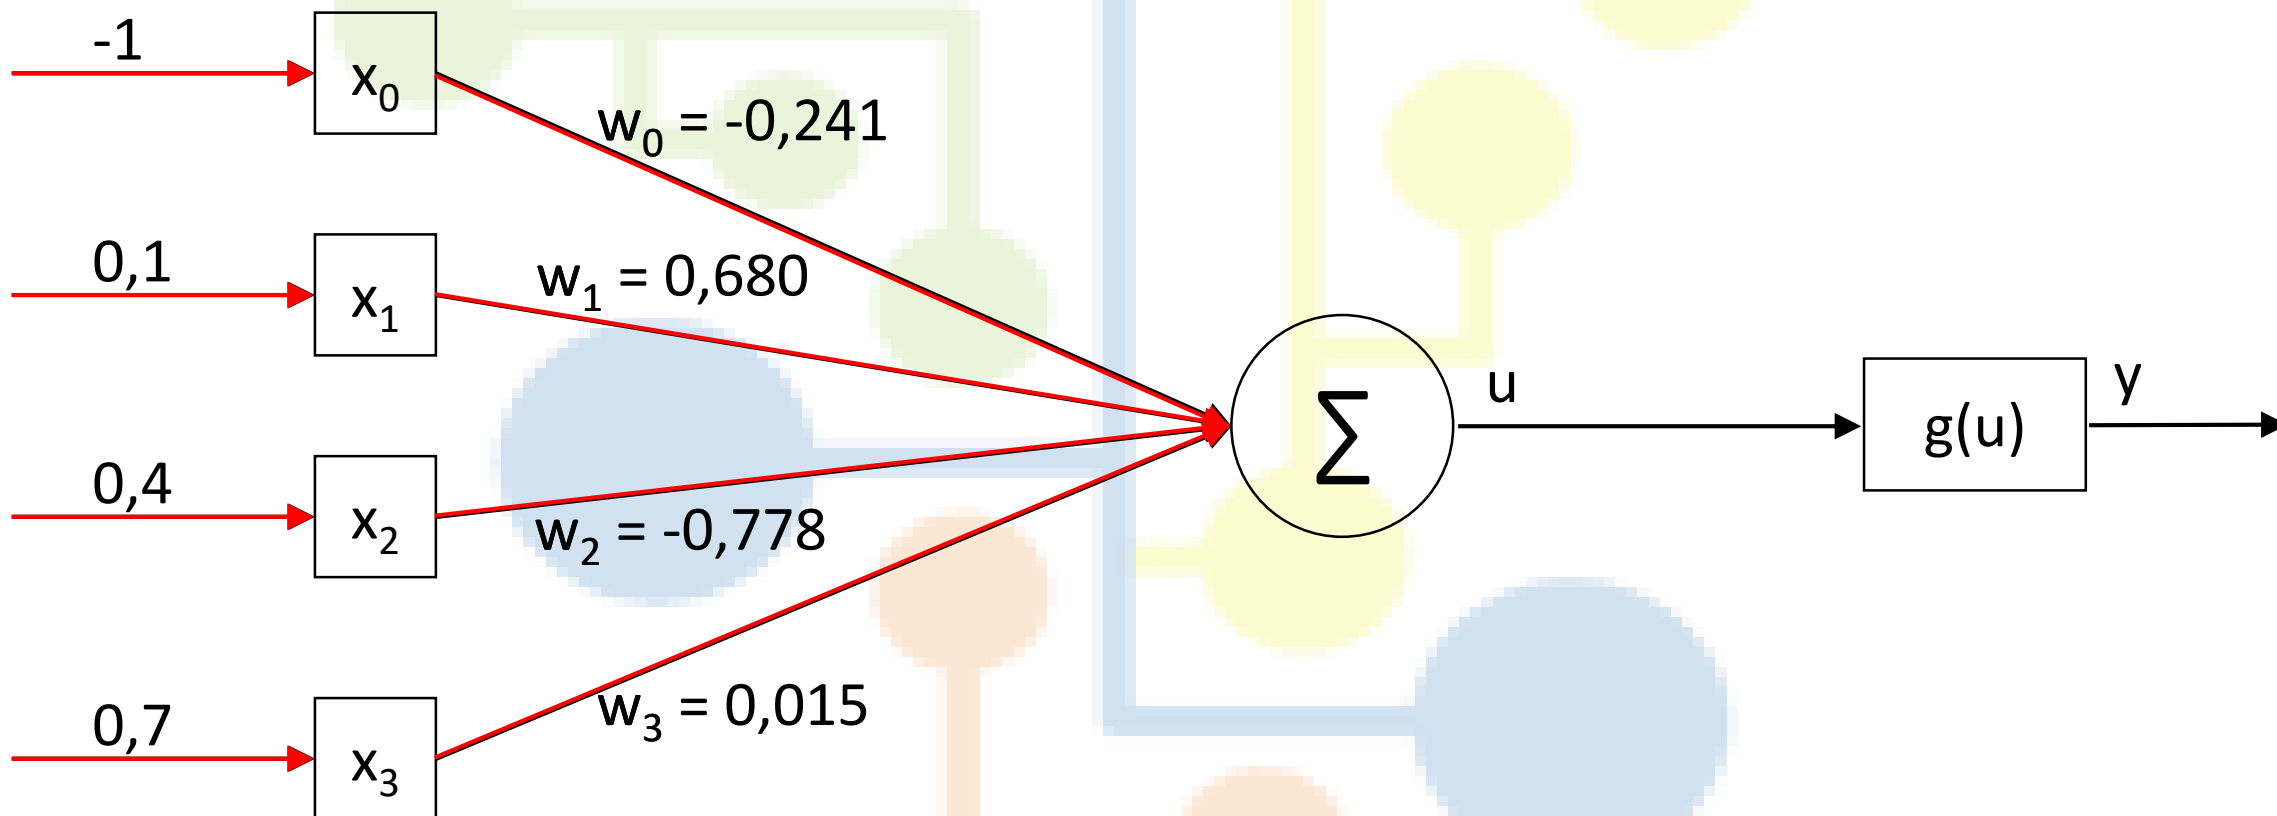 -1
x₀
w₀ = -0,241
0,1
x₁
w₁ = 0,680
∑
u
g(u)
y
0,4
x₂
w₂ = -0,778
0,7
x₃
w₃ = 0,015